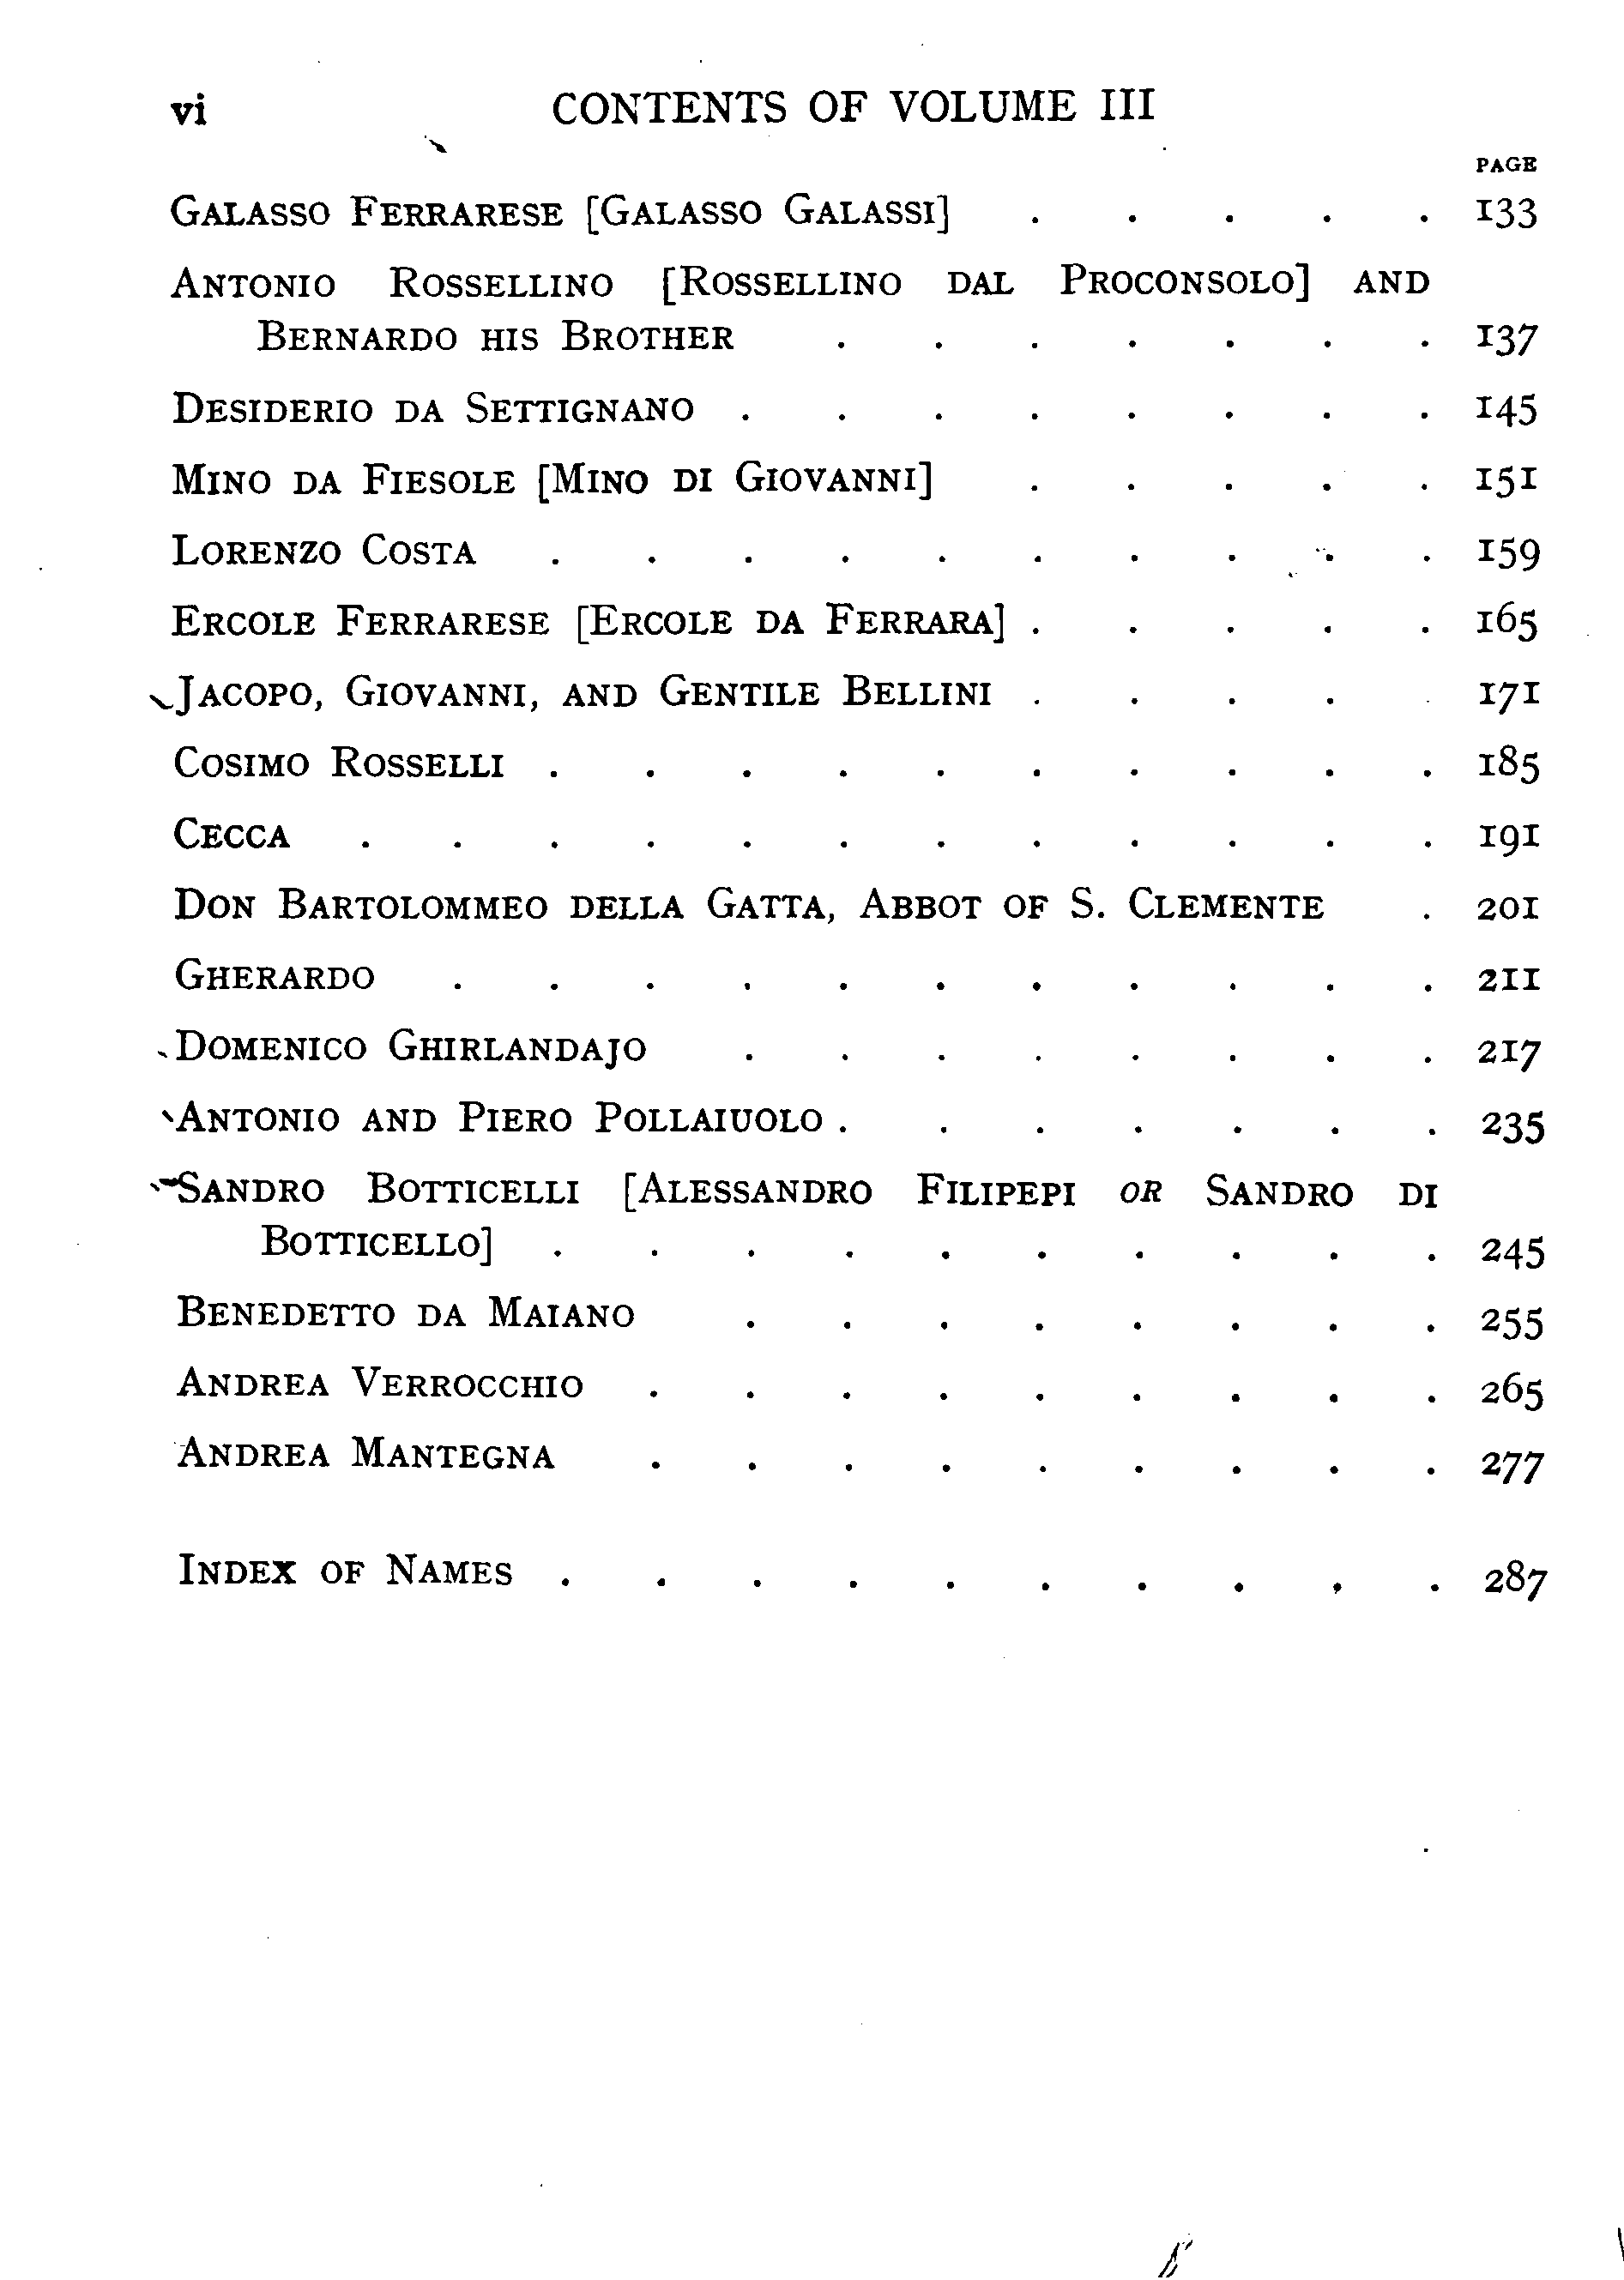 vi CONTENTS OF VOLUME III
PAGE
GALASSO FERRARESE [GALASSO GALASSI] . . . . . 133
ANTONIO ROSSELLINO [ROSSELLINO DAL PROCONSOLO] AND
BERNARDO HIS BROTHER . . . . . . . 137
DESIDERIO DA SETTIGNANO . . . . . . . . 145
MINO DA FIESOLE [MINO DI GIOVANNI] . . . . . 151
LORENZO COSTA . . . . . . . . . . 159
ERCOLE FERRARESE [ERCOLE DA FERRARA] . . . . . 165
JACOPO, GIOVANNI, AND GENTILE BELLINI . . . . . 171
COSIMO ROSSELLI . . . . . . . . . . 185
CECCA . . . . . . . . . . . . 191
DON BARTOLOMMEO DELLA GATTA, ABBOT OF S. CLEMENTE . 201
GHERARDO . . . . . . . . . . . 211
DOMENICO GHIRLANDAJO . . . . . . . . 217
ANTONIO AND PIERO POLLAIUOLO . . . . . . . 235
SANDRO BOTTICELLI [ALESSANDRO FILIPEPI OR SANDRO DI
BOTTICELLO] . . . . . . . . . . 245
BENEDETTO DA MAIANO . . . . . . . . 255
ANDREA VERROCCHIO . . . . . . . . . 265
ANDREA MANTEGNA . . . . . . . . . 277
INDEX OF NAMES . . . . . . . . . . 287